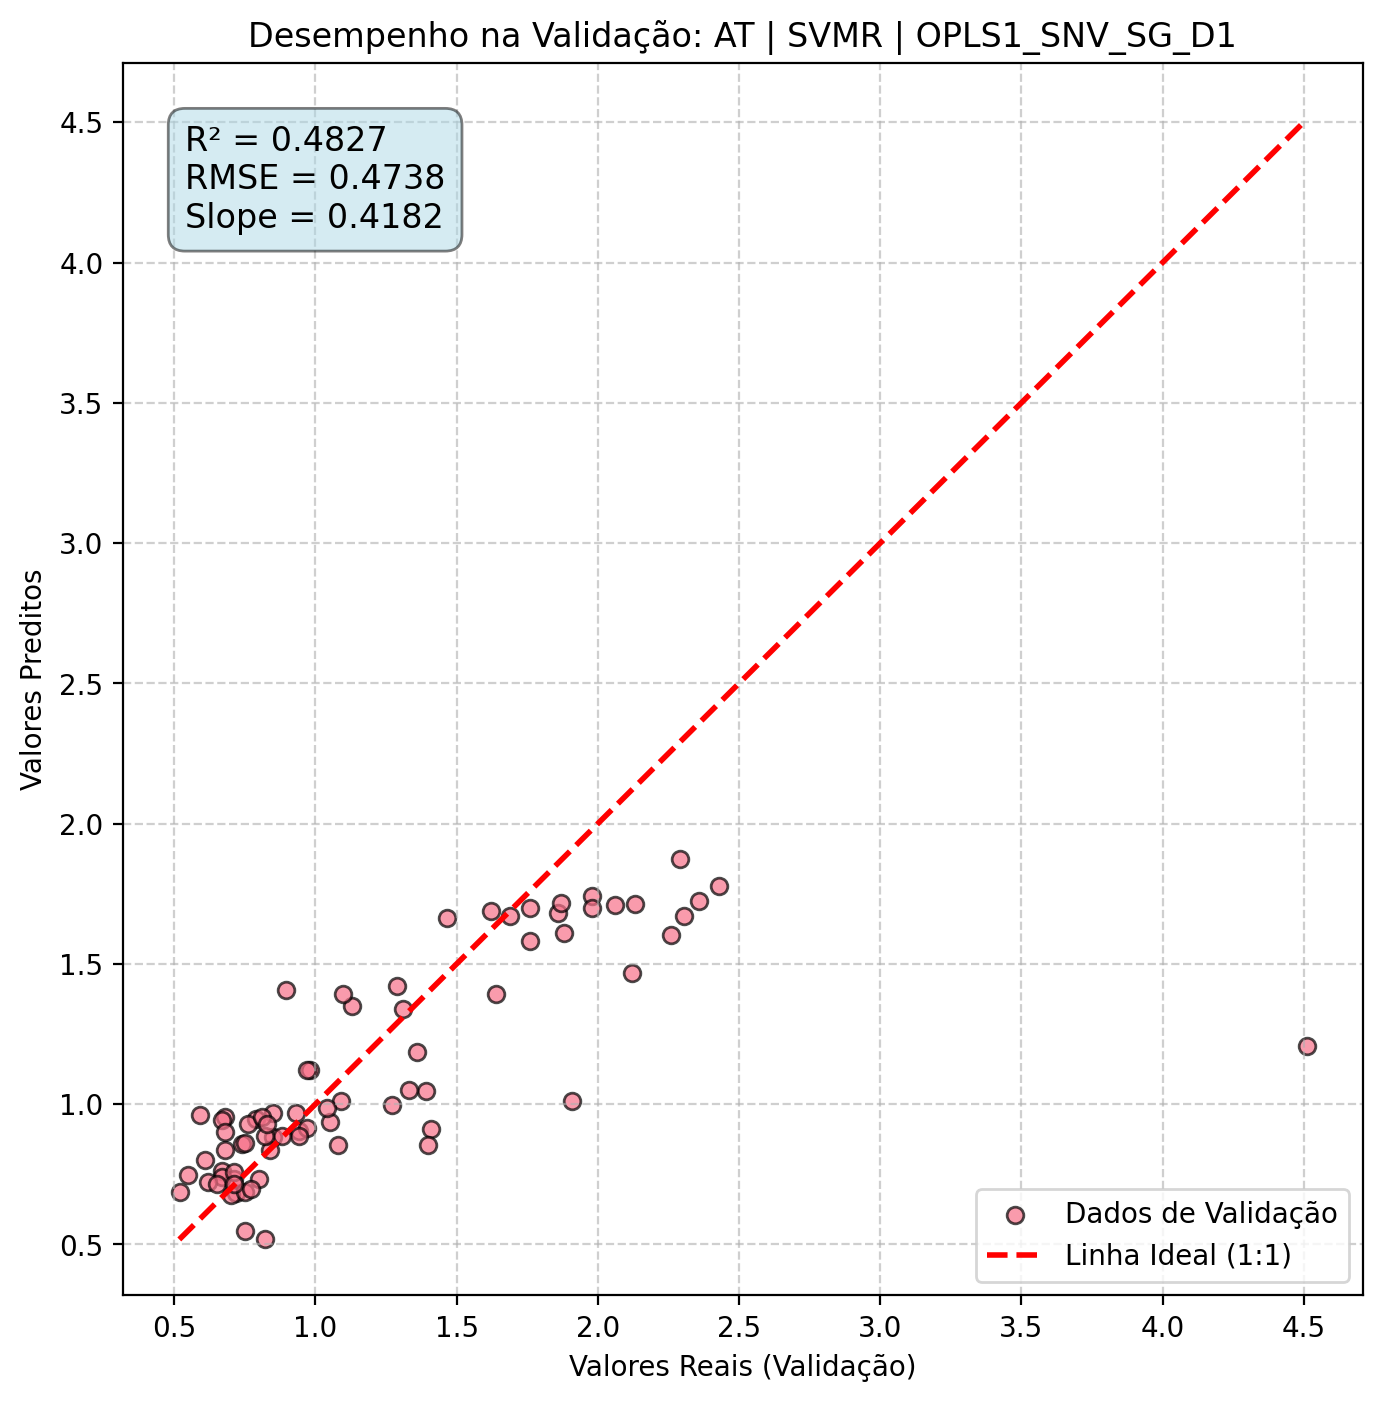 Desempenho na Validação: AT | SVMR | OPLS1_SNV_SG_D1
R² = 0.4827
RMSE = 0.4738
Slope = 0.4182
4.5
4.0
3.5
3.0
2.5
2.0
1.5
1.0
0.5
Valores Preditos
Dados de Validação
Linha Ideal (1:1)
0.5 1.0 1.5 2.0 2.5 3.0 3.5 4.0 4.5
Valores Reais (Validação)